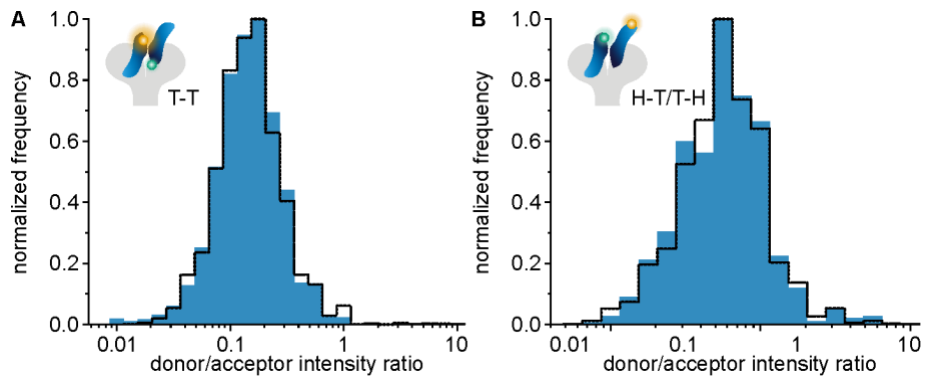 A
T-T
normalized frequency
1.0
0.8
0.6
0.4
0.2
0.0
0.01 0.1 1 10
donor/acceptor intensity ratio
B
H-T/T-H
normalized frequency
1.0
0.8
0.6
0.4
0.2
0.0
0.01 0.1 1 10
donor/acceptor intensity ratio